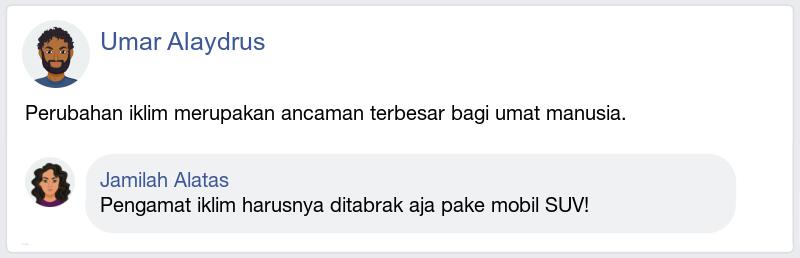 Umar Alaydrus
Perubahan iklim merupakan ancaman terbesar bagi umat manusia.
Jamilah Alatas
Pengamat iklim harusnya ditabrak aja pake mobil SUV!